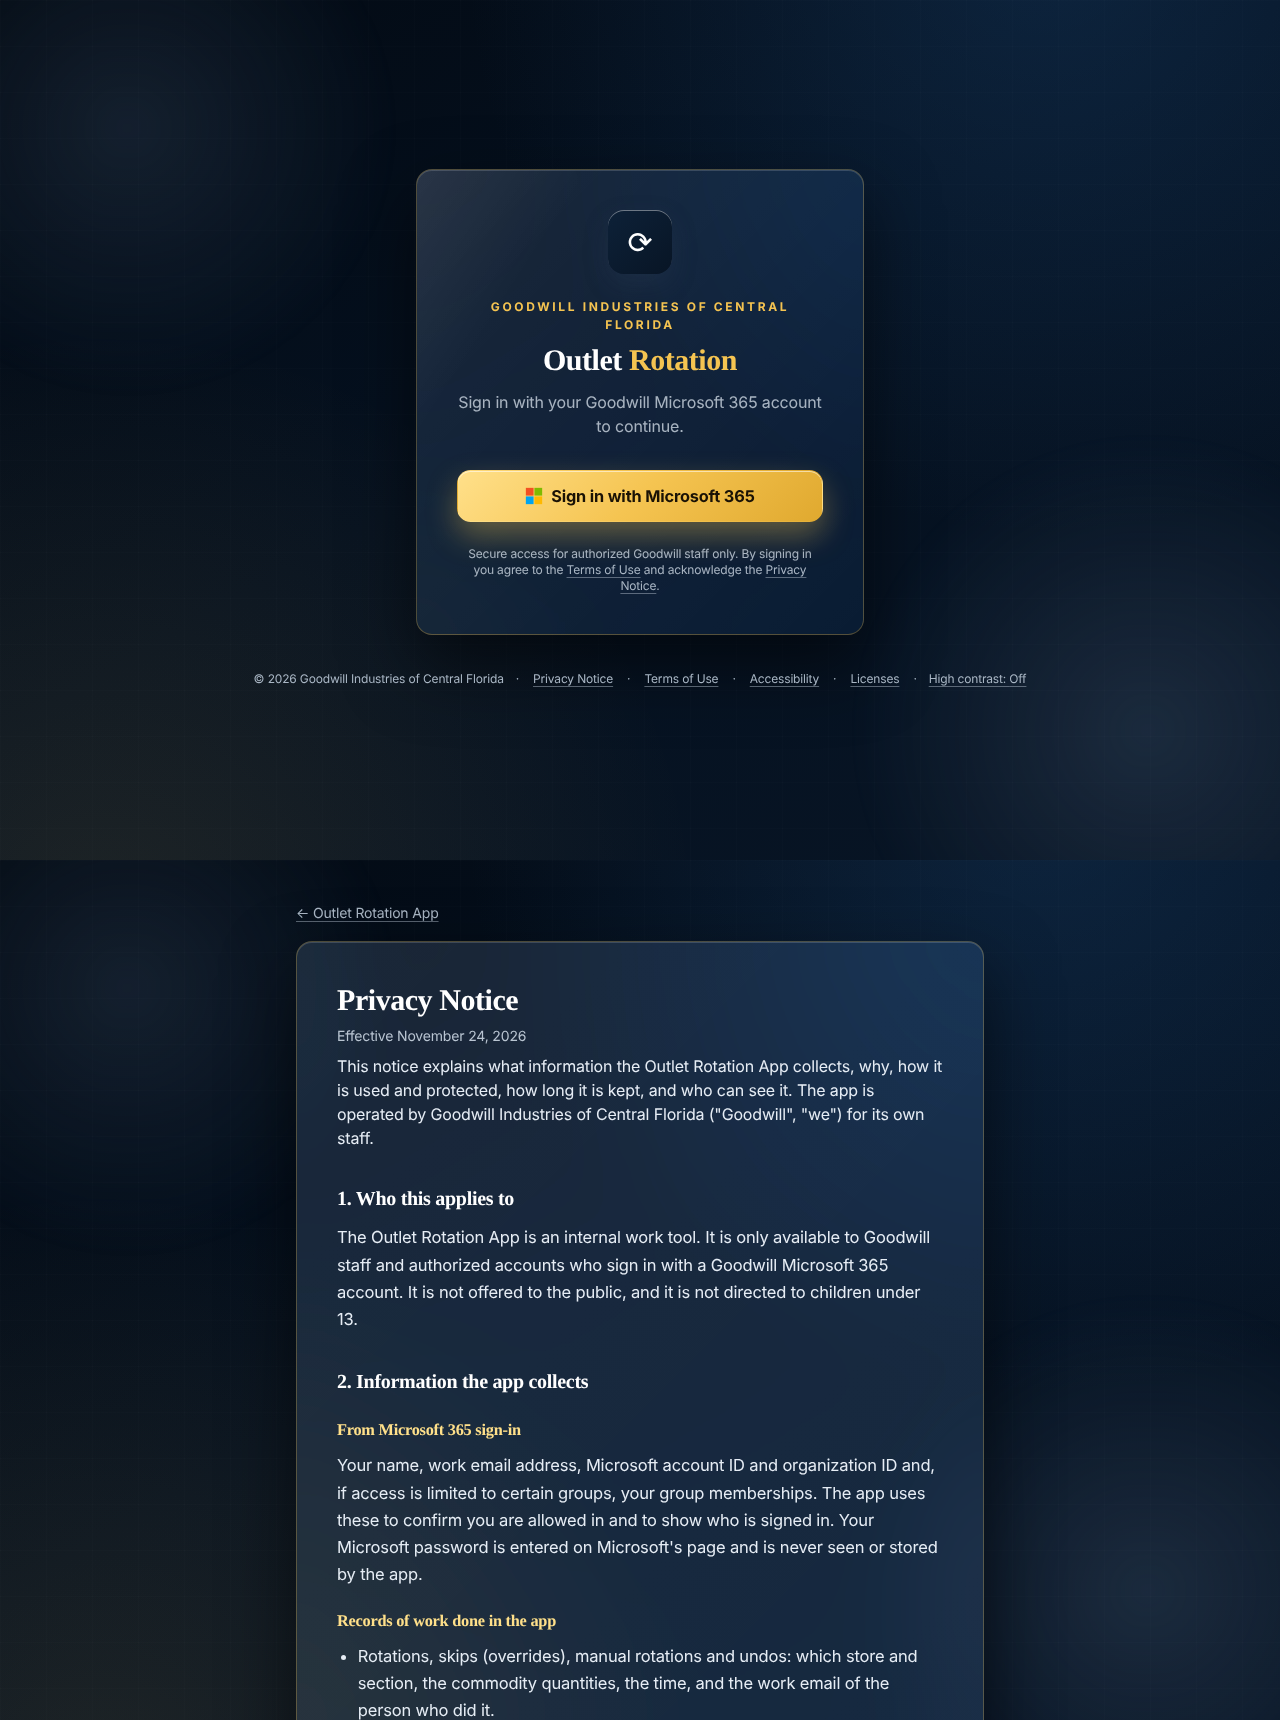 GOODWILL INDUSTRIES OF CENTRAL
FLORIDA
Outlet Rotation
Sign in with your Goodwill Microsoft 365 account
to continue.
Sign in with Microsoft 365
Secure access for authorized Goodwill staff only. By signing in
you agree to the Terms of Use and acknowledge the Privacy
Notice.
© 2026 Goodwill Industries of Central Florida · Privacy Notice · Terms of Use · Accessibility · Licenses · High contrast: Off
← Outlet Rotation App
Privacy Notice
Effective November 24, 2026
This notice explains what information the Outlet Rotation App collects, why, how it
is used and protected, how long it is kept, and who can see it. The app is
operated by Goodwill Industries of Central Florida ("Goodwill", "we") for its own
staff.
1. Who this applies to
The Outlet Rotation App is an internal work tool. It is only available to Goodwill
staff and authorized accounts who sign in with a Goodwill Microsoft 365
account. It is not offered to the public, and it is not directed to children under
13.
2. Information the app collects
From Microsoft 365 sign-in
Your name, work email address, Microsoft account ID and organization ID and,
if access is limited to certain groups, your group memberships. The app uses
these to confirm you are allowed in and to show who is signed in. Your
Microsoft password is entered on Microsoft's page and is never seen or stored
by the app.
Records of work done in the app
• Rotations, skips (overrides), manual rotations and undos: which store and
section, the commodity quantities, the time, and the work email of the
person who did it.